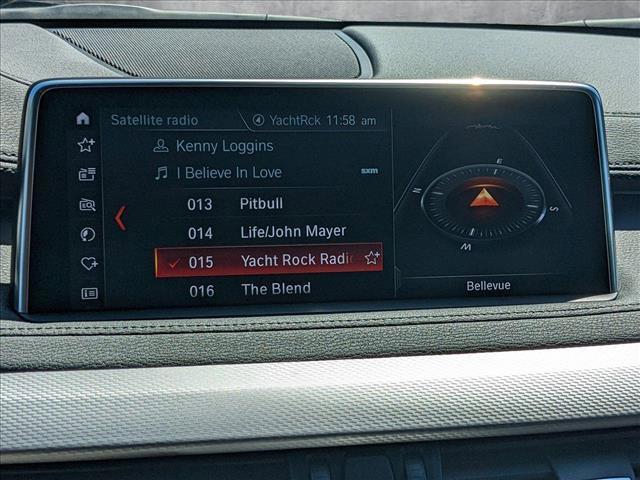 Satellite radio
YachtRck 11:58 am
Kenny Loggins
I Believe In Love
sxm
013 Pitbull
014 Life/John Mayer
015 Yacht Rock Radi
016 The Blend
N E S W
Bellevue